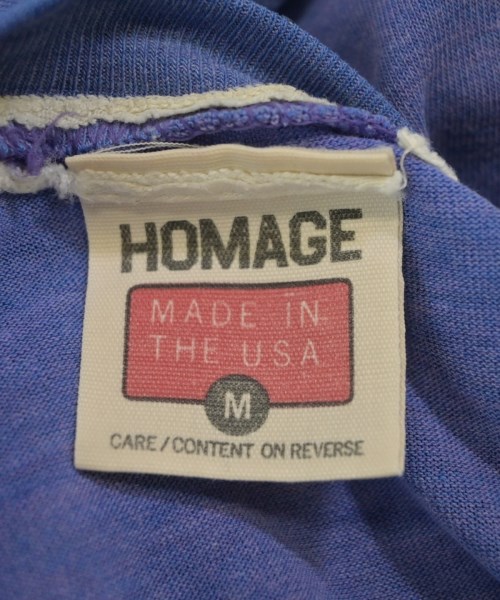 HOMAGE
MADE IN
THE USA
M
CARE/CONTENT ON REVERSE